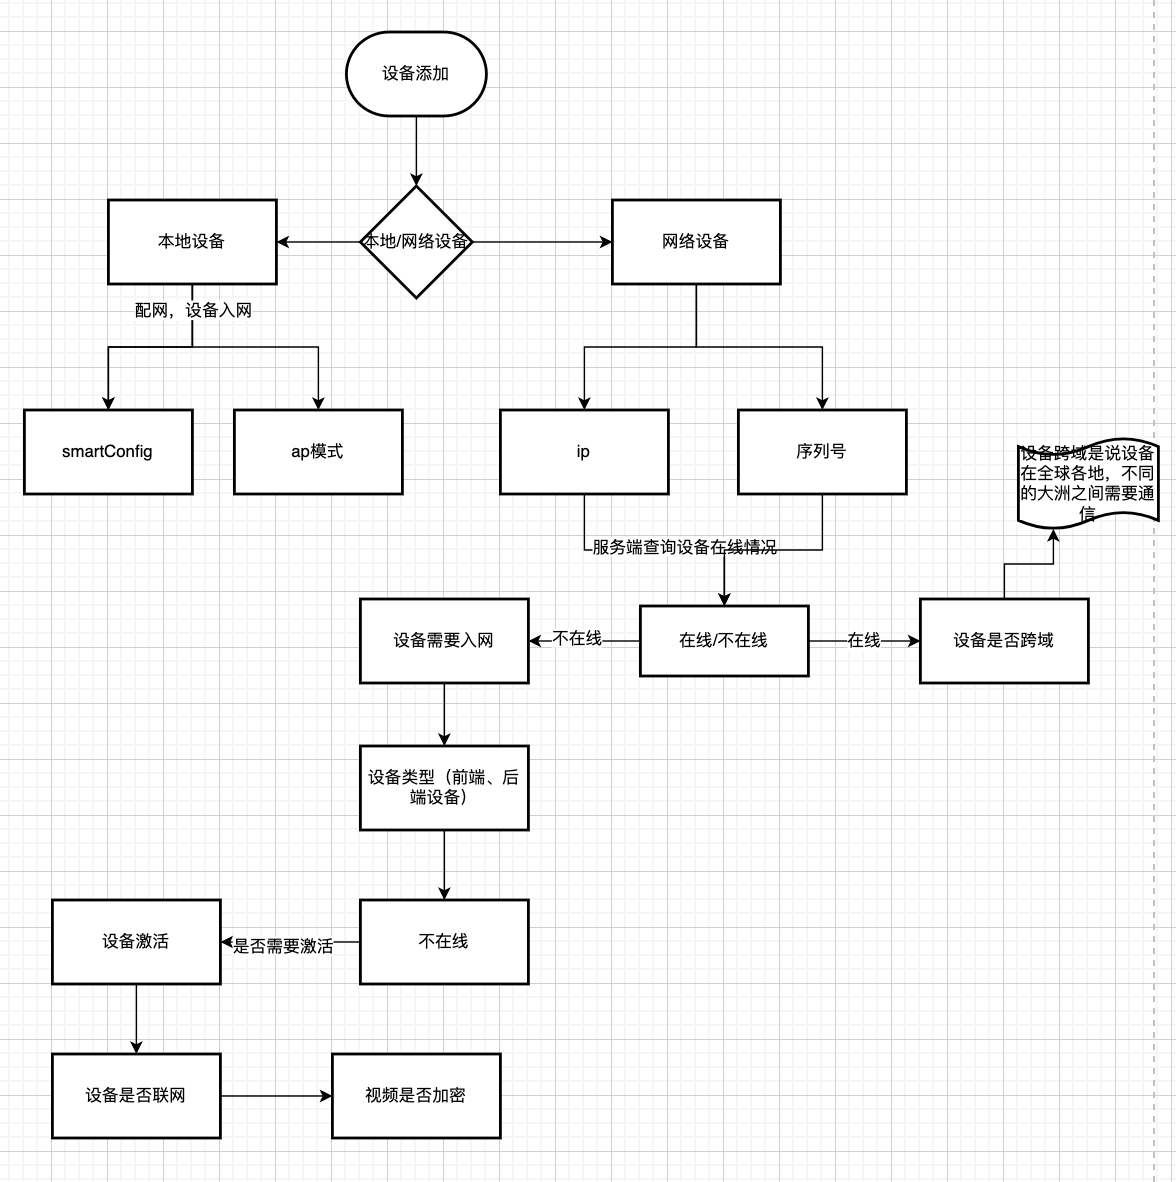 设备添加
本地设备
本地/网络设备
网络设备
配网，设备入网
smartConfig
ap模式
ip
序列号
设备跨域是说设备
在全球各地，不同
的大洲之间需要通
信
服务端查询设备在线情况
设备需要入网
不在线
在线/不在线
在线
设备是否跨域
设备类型（前端、后
端设备）
设备激活
是否需要激活
不在线
设备是否联网
视频是否加密